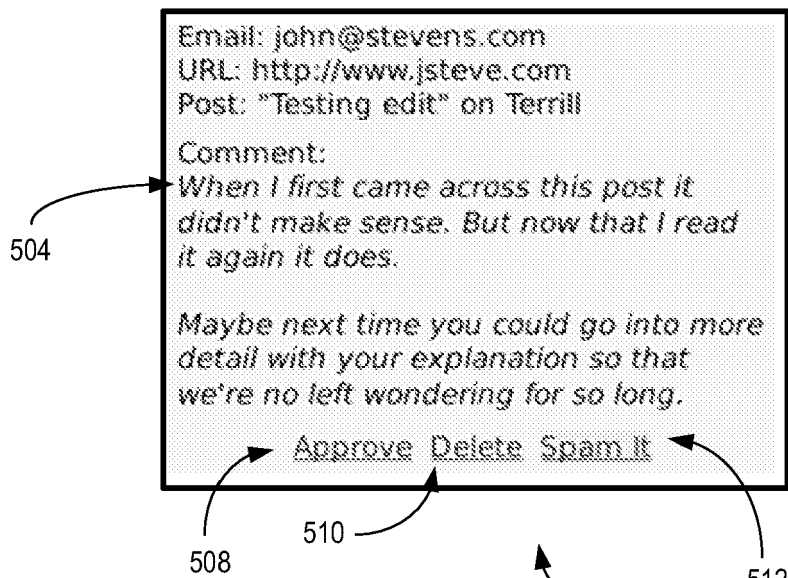 Email: john@stevens.com
URL: http://www.jsteve.com
Post: "Testing edit" on Terrill
Comment:
When I first came across this post it
didn't make sense. But now that I read
it again it does.
Maybe next time you could go into more
detail with your explanation so that
we're no left wondering for so long.
Approve Delete Spam It
504
508
510
512